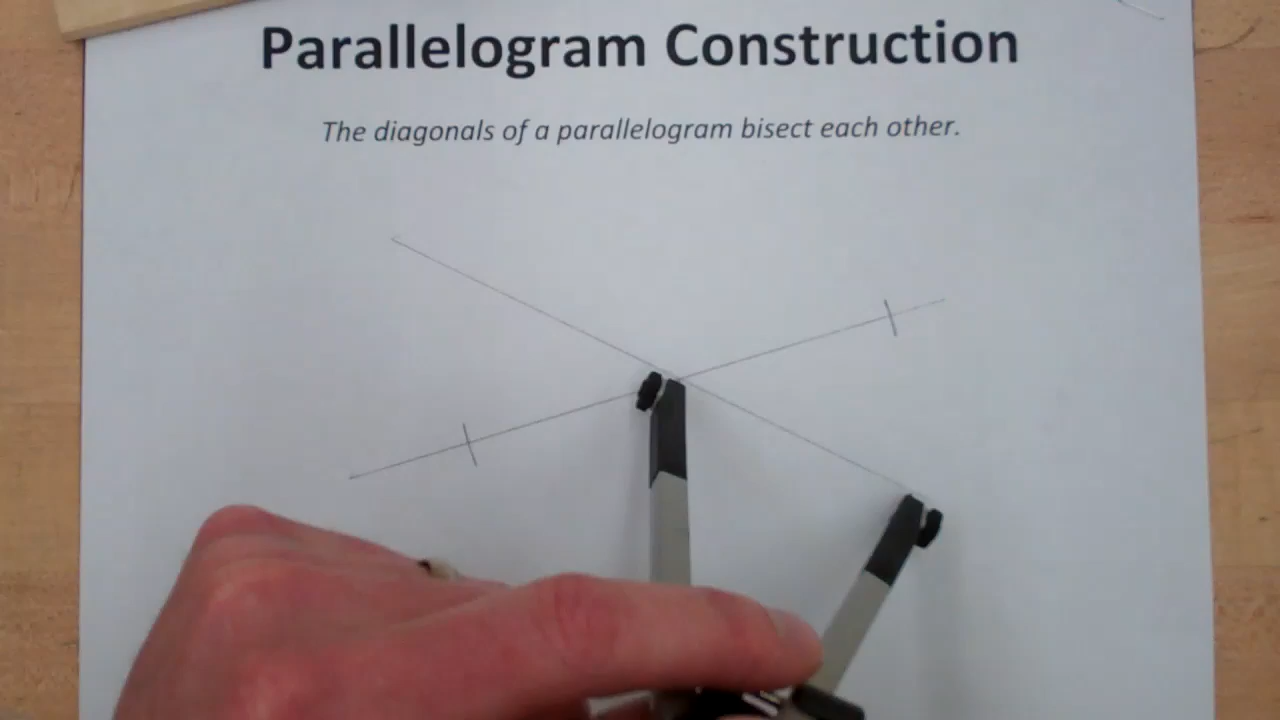 Parallelogram Construction
The diagonals of a parallelogram bisect each other.